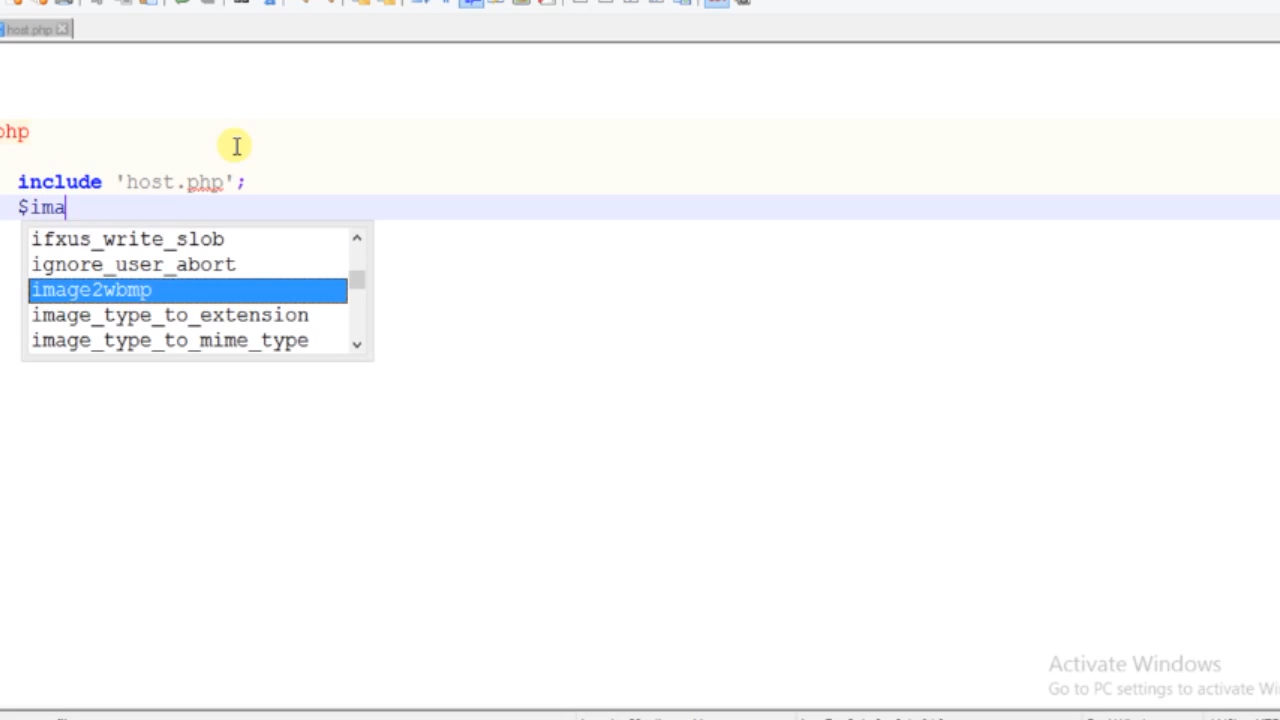 host.php
php
include 'host.php';
$ima
ifxus_write_slob
ignore_user_abort
image2wbmp
image_type_to_extension
image_type_to_mime_type
Activate Windows
Go to PC settings to activate Wi